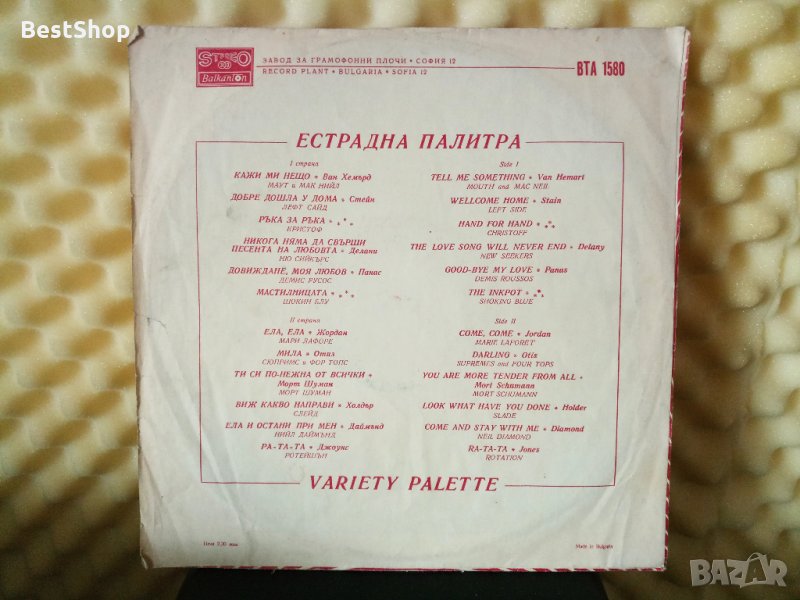 BestShop
STEREO
Balkanton
ЗАВОД ЗА ГРАМОФОННИ ПЛОЧИ • СОФИЯ 12
RECORD PLANT • BULGARIA • SOFIA 12
ВТА 1580
ЕСТРАДНА ПАЛИТРА
I страна
КАЖИ МИ НЕЩО * Ван Хемърд
МАУТ и МАК НИЙЛ
ДОБРЕ ДОШЛА У ДОМА * Стейн
ЛЕФТ САЙД
РЪКА ЗА РЪКА * ***
КРИСТОФ
НИКОГА НЯМА ДА СВЪРШИ
ПЕСЕНТА НА ЛЮБОВТА * Делани
НЮ СИЙКЪРС
ДОВИЖДАНЕ, МОЯ ЛЮБОВ * Панас
ДЕМИС РУСОС
МАСТИЛНИЦАТА * ***
ШОКИН БЛУ
II страна
ЕЛА, ЕЛА * Жордан
МАРИ ЛАФОРЕ
МИЛА * Отиз
СЮПРИМС и ФОР ТОПС
ТИ СИ ПО-НЕЖНА ОТ ВСИЧКИ *
Морт Шуман
МОРТ ШУМАН
ВИЖ КАКВО НАПРАВИ * Холдър
СЛЕЙД
ЕЛА И ОСТАНИ ПРИ МЕН * Даймънд
НИЙЛ ДАЙМЪНД
РА-ТА-ТА * Джоунс
РОТЕЙШЪН
Side I
TELL ME SOMETHING * Van Hemart
MOUTH and MAC NEIL
WELLCOME HOME * Stain
LEFT SIDE
HAND FOR HAND * ***
CHRISTOFF
THE LOVE SONG WILL NEVER END * Delany
NEW SEEKERS
GOOD-BYE MY LOVE * Panas
DEMIS ROUSSOS
THE INKPOT * ***
SHOKING BLUE
Side II
COME, COME * Jordan
MARIE LAFORET
DARLING * Otis
SUPREMES and FOUR TOPS
YOU ARE MORE TENDER FROM ALL *
Mort Schumann
MORT SCHUMANN
LOOK WHAT HAVE YOU DONE * Holder
SLADE
COME AND STAY WITH ME * Diamond
NEIL DIAMOND
RA-TA-TA * Jones
ROTATION
VARIETY PALETTE
Цена 2,30 лева
Made in Bulgaria
BAZAR